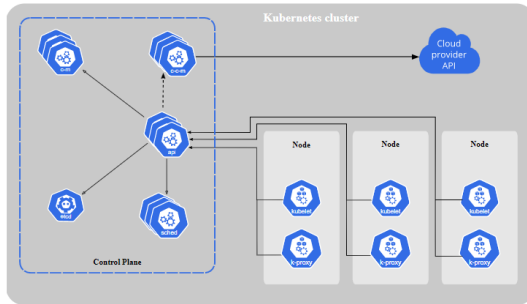 Kubernetes cluster
c-m
c-c-m
Cloud
provider
API
api
Node
Node
Node
etcd
sched
kubelet
kubelet
kubelet
k-proxy
k-proxy
k-proxy
Control Plane